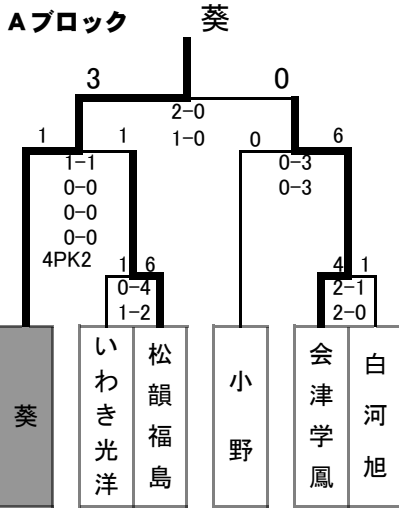 Aブロック
葵
3 0
2-0
1-0
1 1 0 6
1-1
0-0
0-0
0-0
4PK2
0-3
0-3
1 6 4 1
0-4
1-2
2-1
2-0
葵
いわき光洋
松韻福島
小野
会津学鳳
白河旭